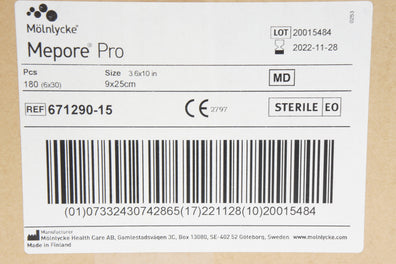 Mölnlycke®
Mepore® Pro
0253
LOT 20015484
2022-11-28
Pcs
180 (6x30)
Size 3.6x10 in
9x25cm
MD
REF 671290-15
CE 2797
STERILE EO
(01)07332430742865(17)221128(10)20015484
Manufacturer
Mölnlycke Health Care AB, Gamlestadsvägen 3C, Box 13080, SE-402 52 Göteborg, Sweden www.molnlycke.com
Made in Finland